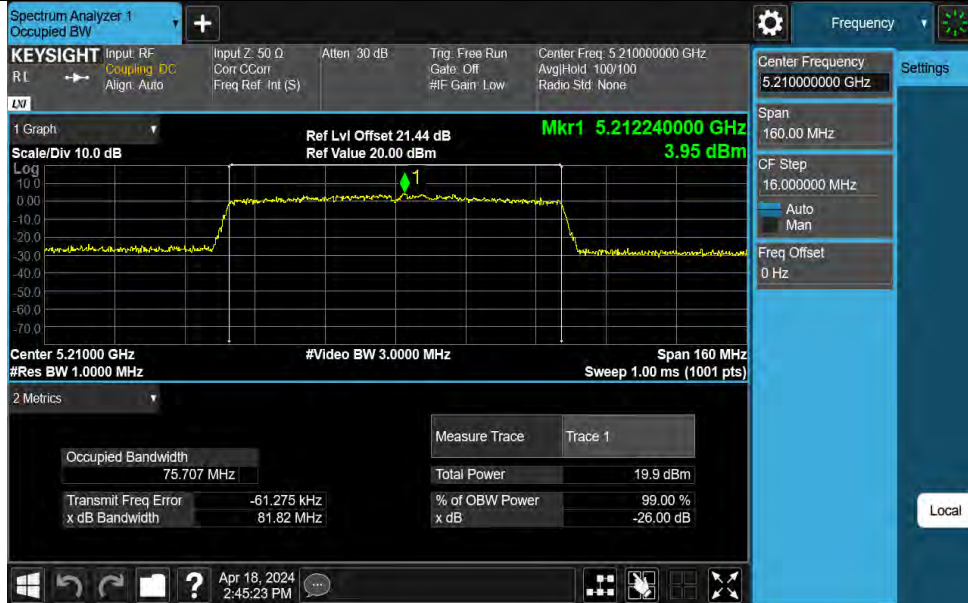 Spectrum Analyzer 1
Occupied BW
Frequency
KEYSIGHT
Input: RF
Input Z: 50 Ω
Atten: 30 dB
Trig: Free Run
Center Freq: 5.210000000 GHz
Coupling: DC
Corr CCorr
Gate: Off
Avg|Hold: 100/100
Align: Auto
Freq Ref: Int (S)
#IF Gain: Low
Radio Std: None
LXI
Center Frequency
5.210000000 GHz
Settings
Span
160.00 MHz
CF Step
16.000000 MHz
Auto
Man
Freq Offset
0 Hz
Local
1 Graph
Ref Lvl Offset 21.44 dB
Mkr1 5.212240000 GHz
Scale/Div 10.0 dB
Ref Value 20.00 dBm
3.95 dBm
Log
1
10.0
0.00
-10.0
-20.0
-30.0
-40.0
-50.0
-60.0
-70.0
Center 5.21000 GHz
#Video BW 3.0000 MHz
Span 160 MHz
#Res BW 1.0000 MHz
Sweep 1.00 ms (1001 pts)
2 Metrics
Measure Trace
Trace 1
Occupied Bandwidth
75.707 MHz
Total Power
19.9 dBm
Transmit Freq Error
-61.275 kHz
% of OBW Power
99.00 %
x dB Bandwidth
81.82 MHz
x dB
-26.00 dB
?
Apr 18, 2024
2:45:23 PM